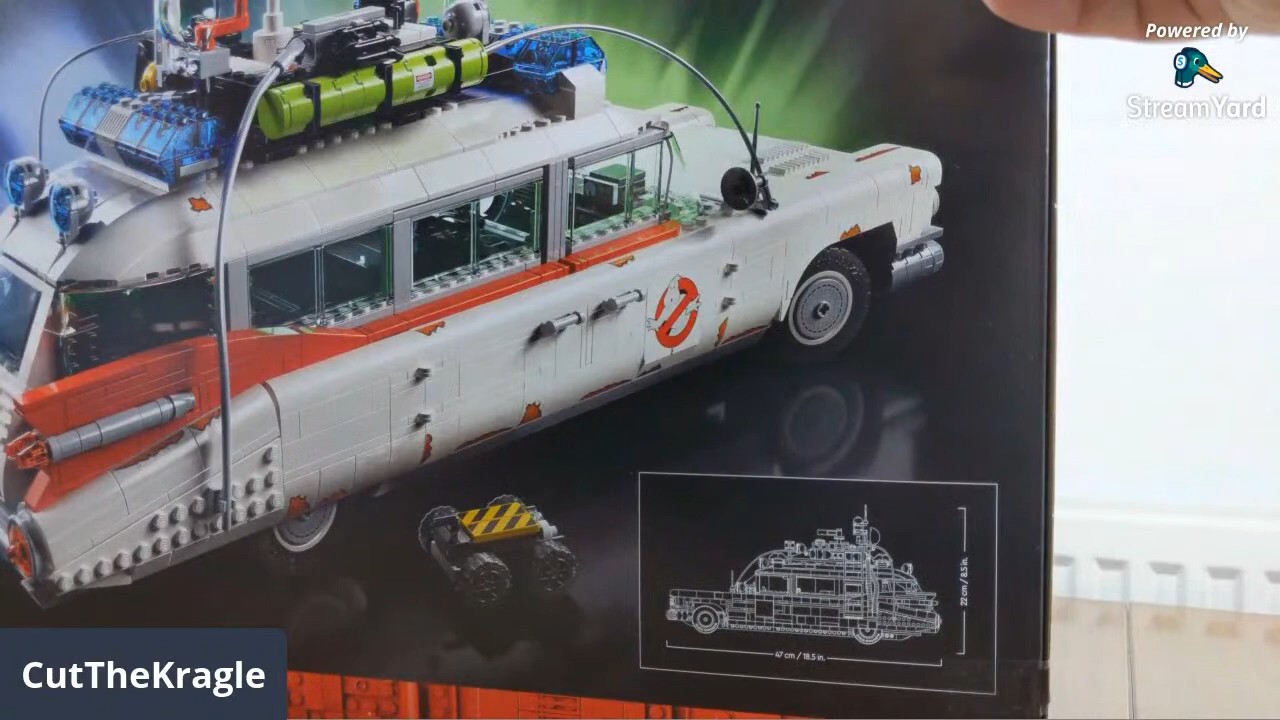 Powered by
StreamYard
22 cm / 8.5 in.
47 cm / 18.5 in.
CutTheKragle